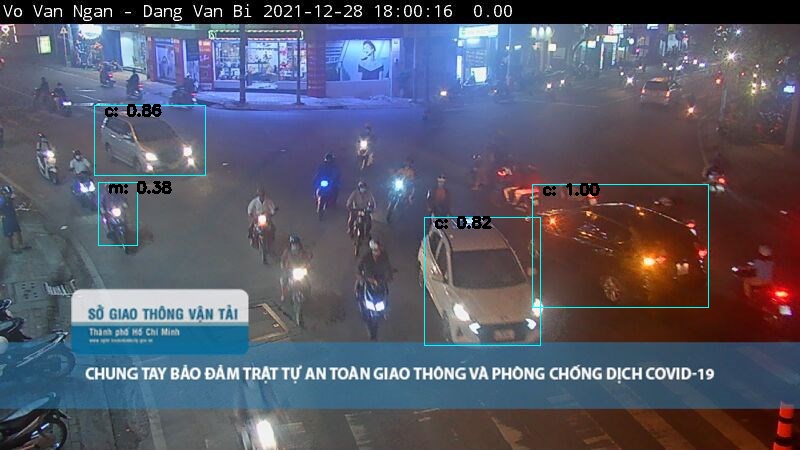 Vo Van Ngan - Dang Van Bi 2021-12-28 18:00:16 0.00
c: 0.86
m: 0.38
c: 1.00
c: 0.82
SỞ GIAO THÔNG VẬN TẢI
Thành phố Hồ Chí Minh
CHUNG TAY BẢO ĐẢM TRẬT TỰ AN TOÀN GIAO THÔNG VÀ PHÒNG CHỐNG DỊCH COVID-19